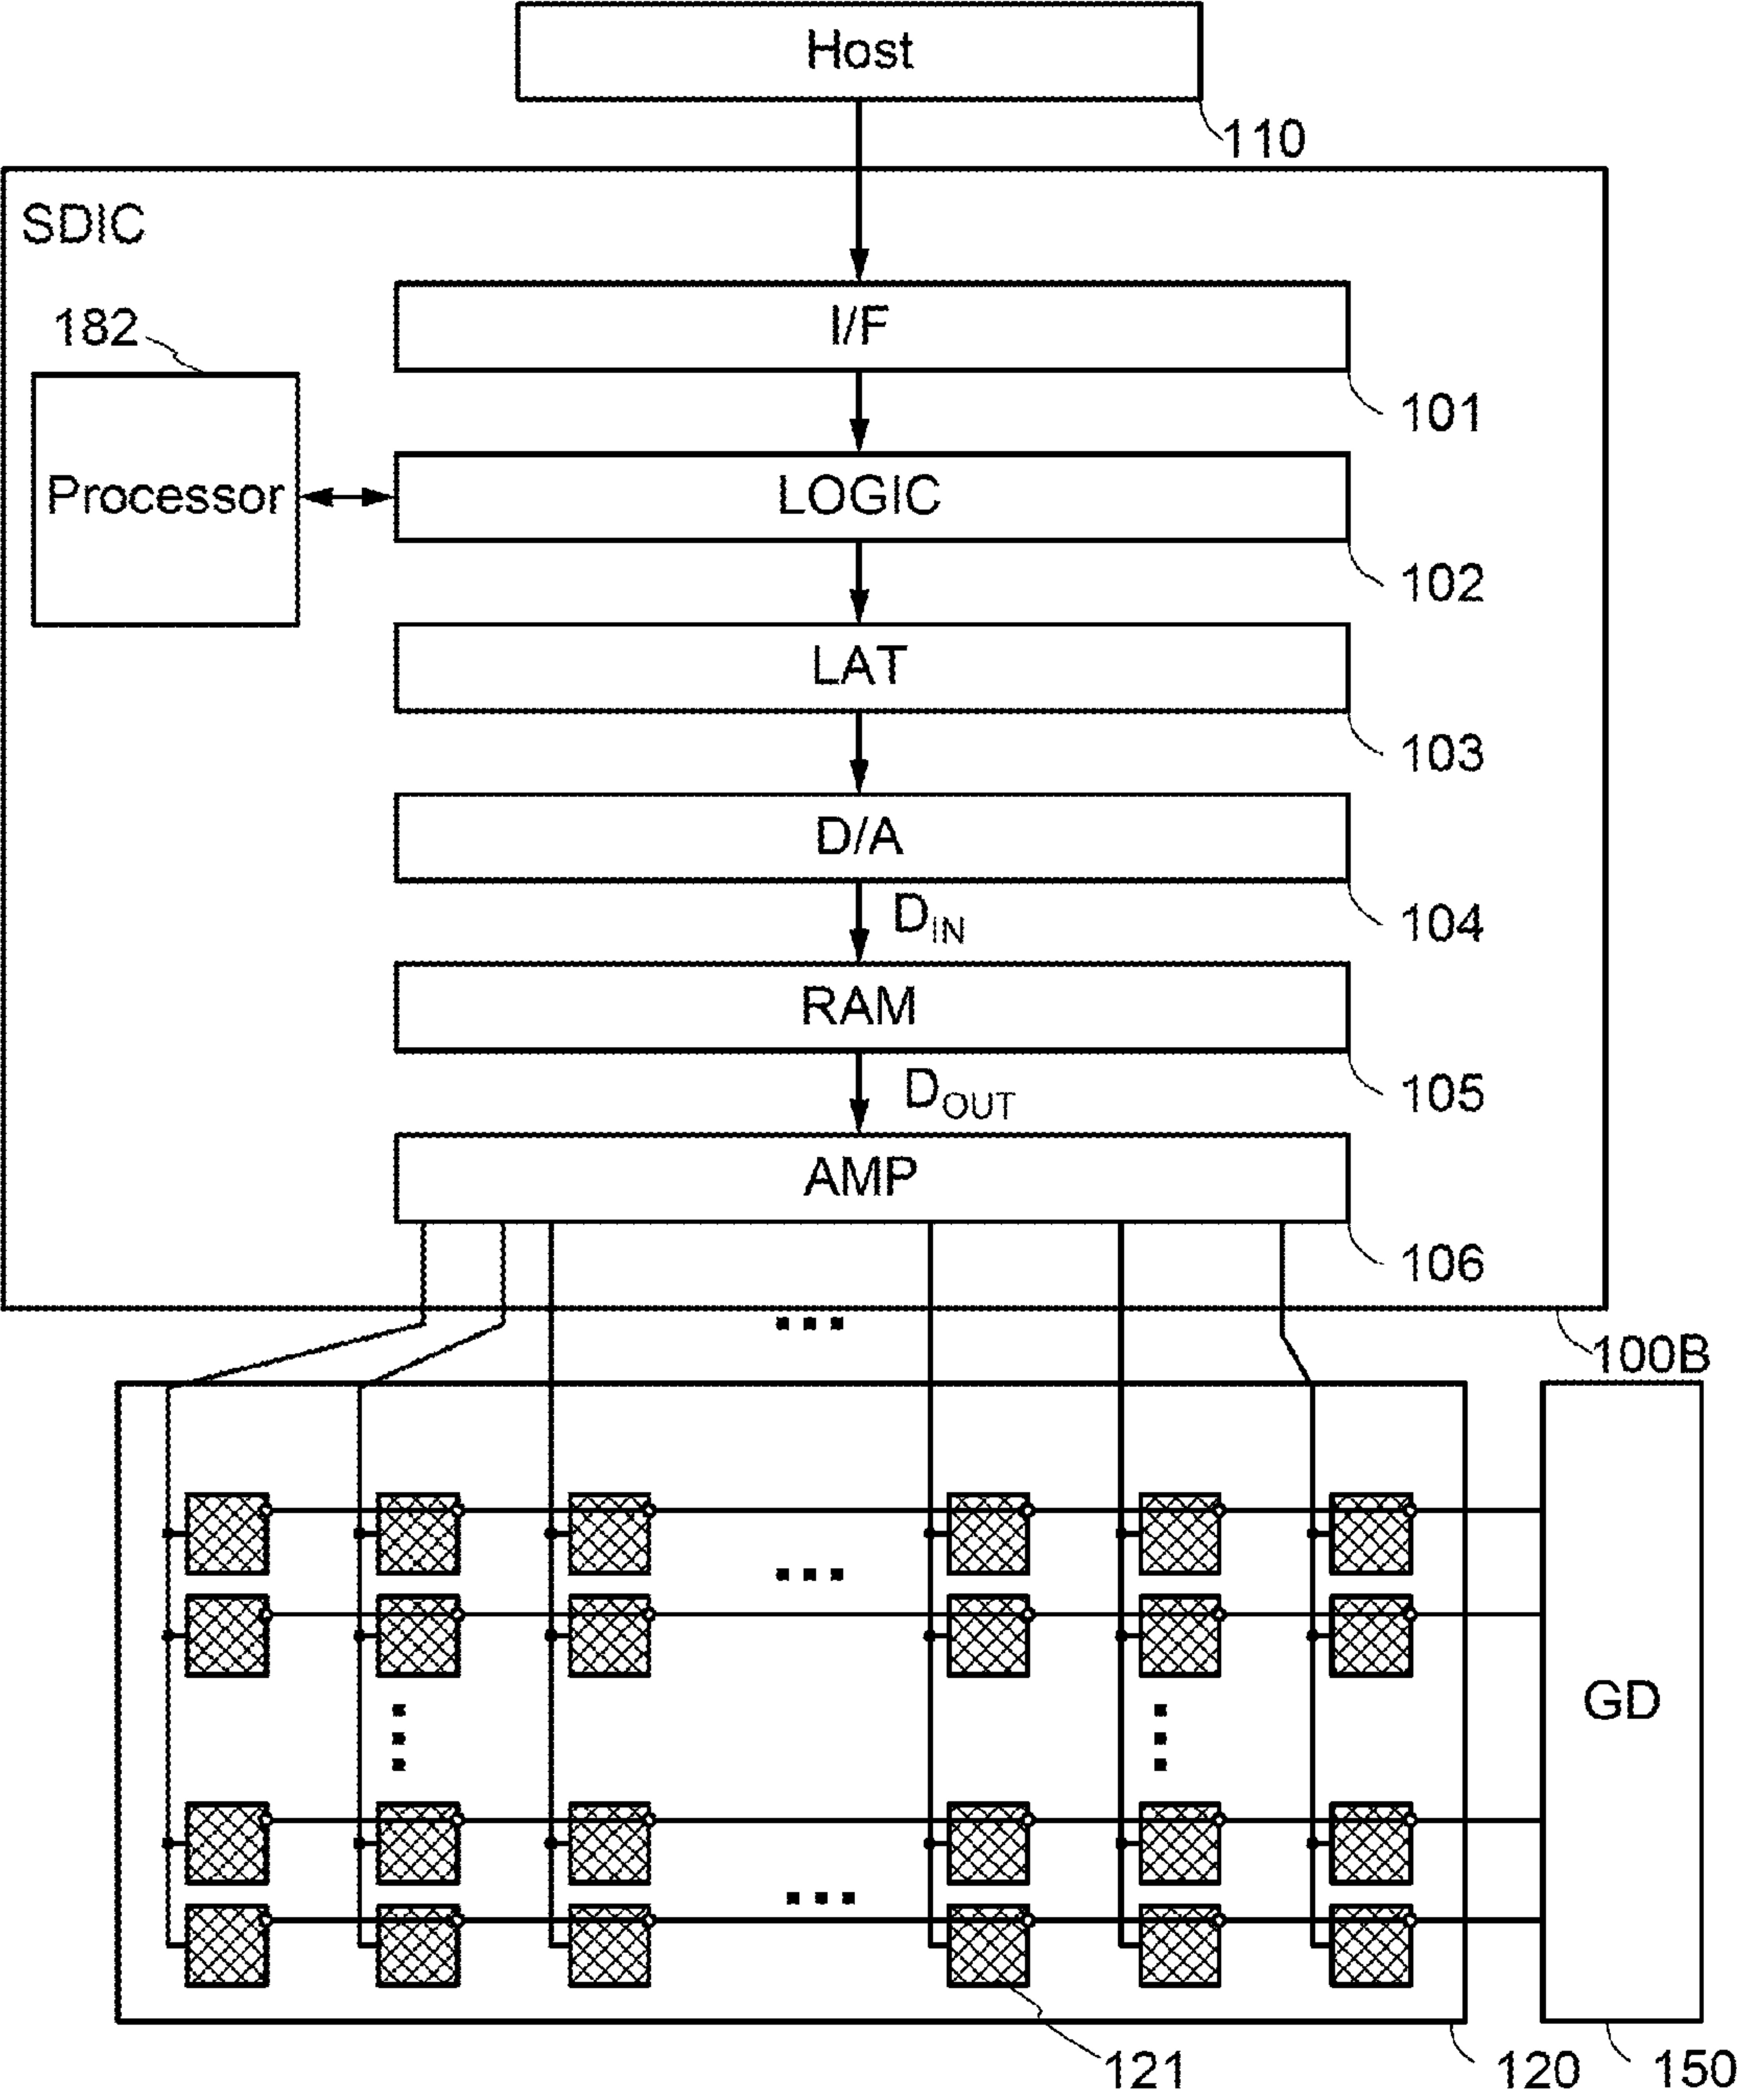 Host
110
SDIC
I/F
182
101
Processor
LOGIC
102
LAT
103
D/A
104
DIN
RAM
105
DOUT
AMP
106
100B
GD
121
120
150